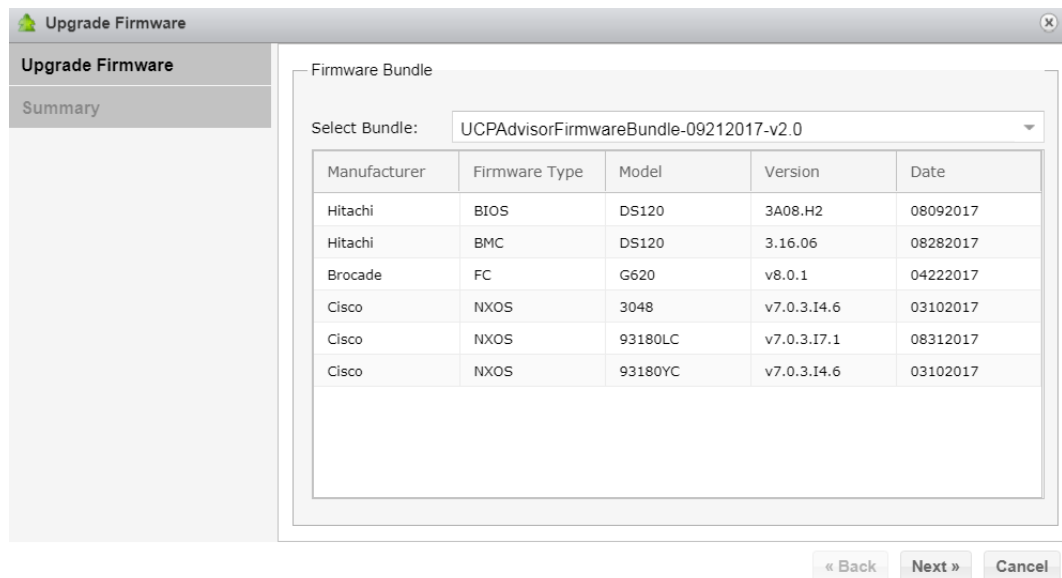 Upgrade Firmware
Upgrade Firmware
Summary
Firmware Bundle
Select Bundle: UCPAdvisorFirmwareBundle-09212017-v2.0
Manufacturer Firmware Type Model Version Date
Hitachi BIOS DS120 3A08.H2 08092017
Hitachi BMC DS120 3.16.06 08282017
Brocade FC G620 v8.0.1 04222017
Cisco NXOS 3048 v7.0.3.I4.6 03102017
Cisco NXOS 93180LC v7.0.3.I7.1 08312017
Cisco NXOS 93180YC v7.0.3.I4.6 03102017
« Back Next » Cancel